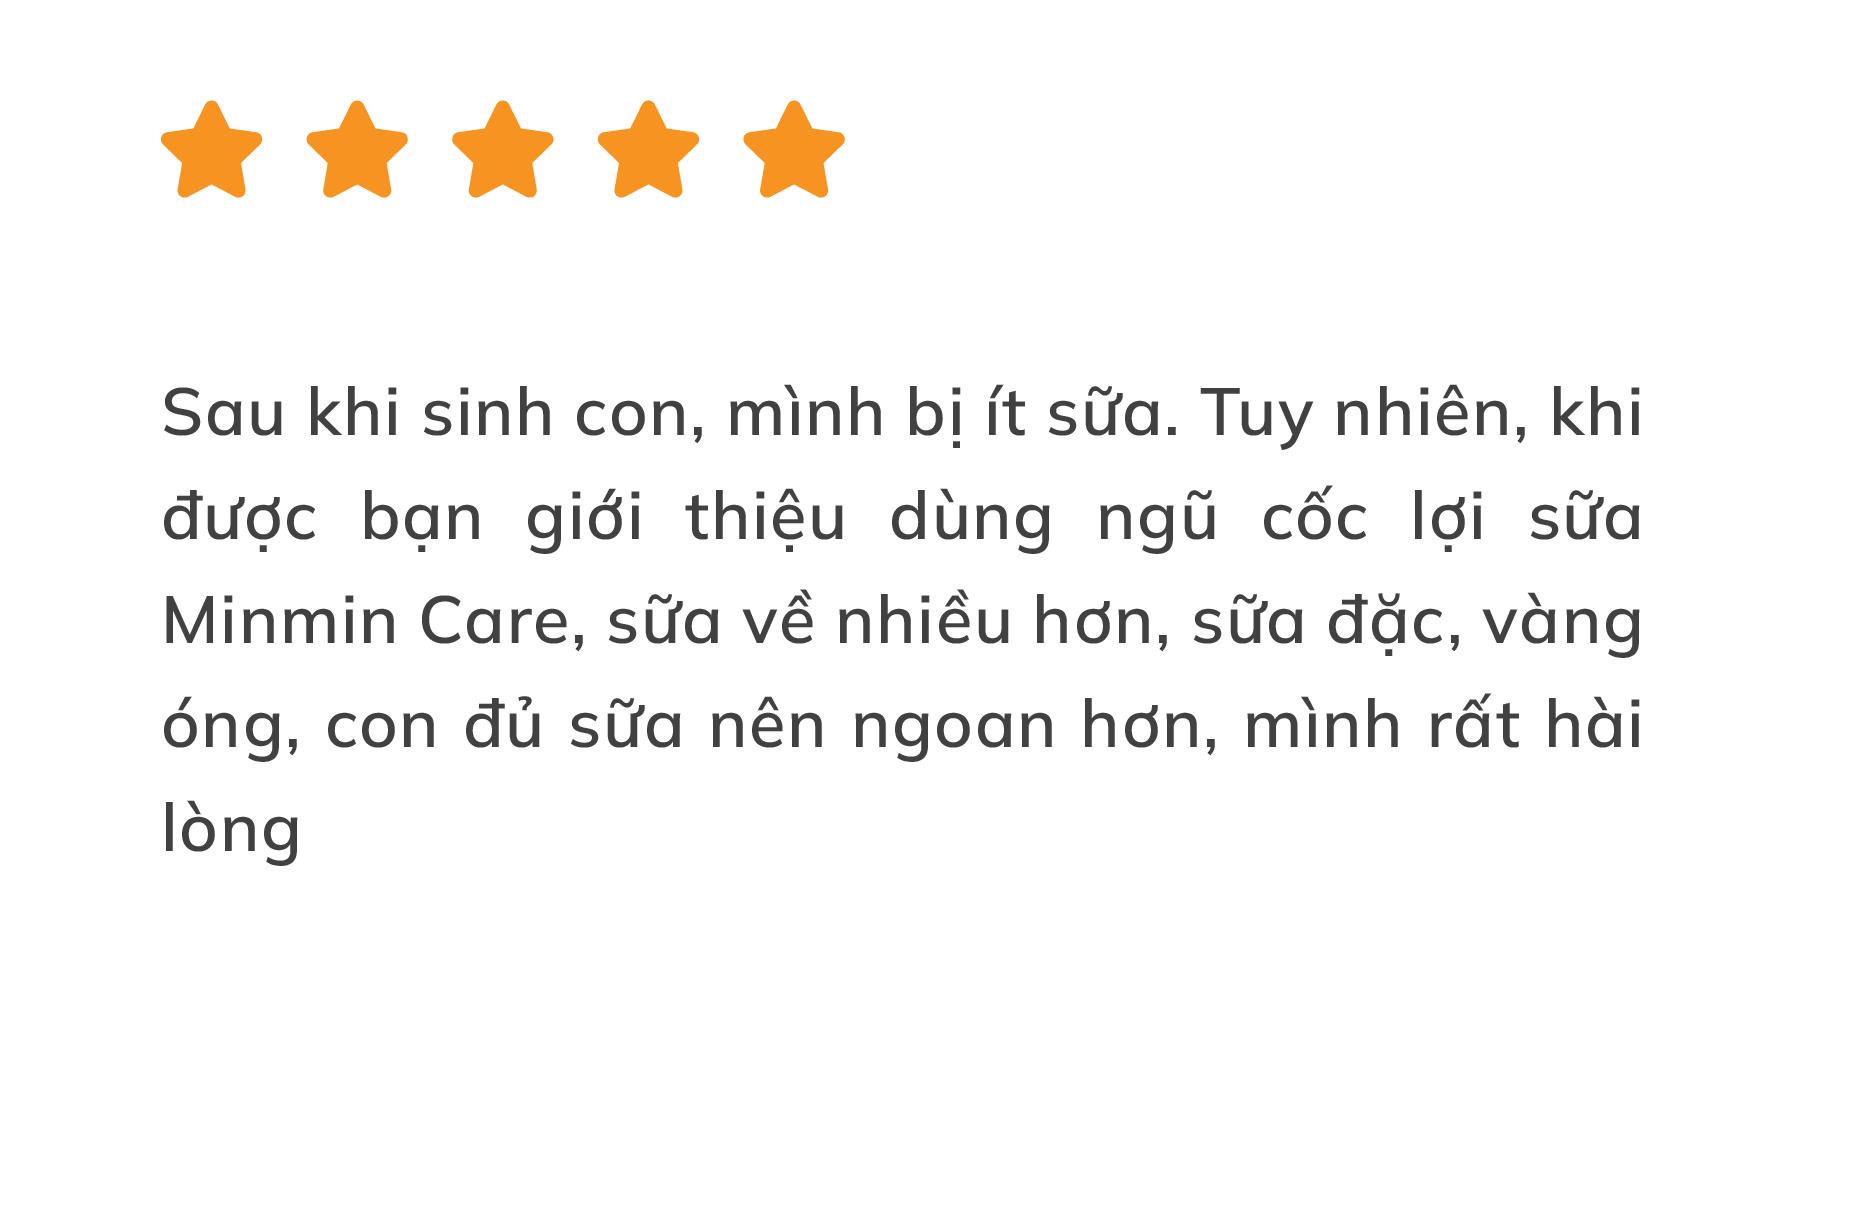 Sau khi sinh con, mình bị ít sữa. Tuy nhiên, khi
được bạn giới thiệu dùng ngũ cốc lợi sữa
Minmin Care, sữa về nhiều hơn, sữa đặc, vàng
óng, con đủ sữa nên ngoan hơn, mình rất hài
lòng